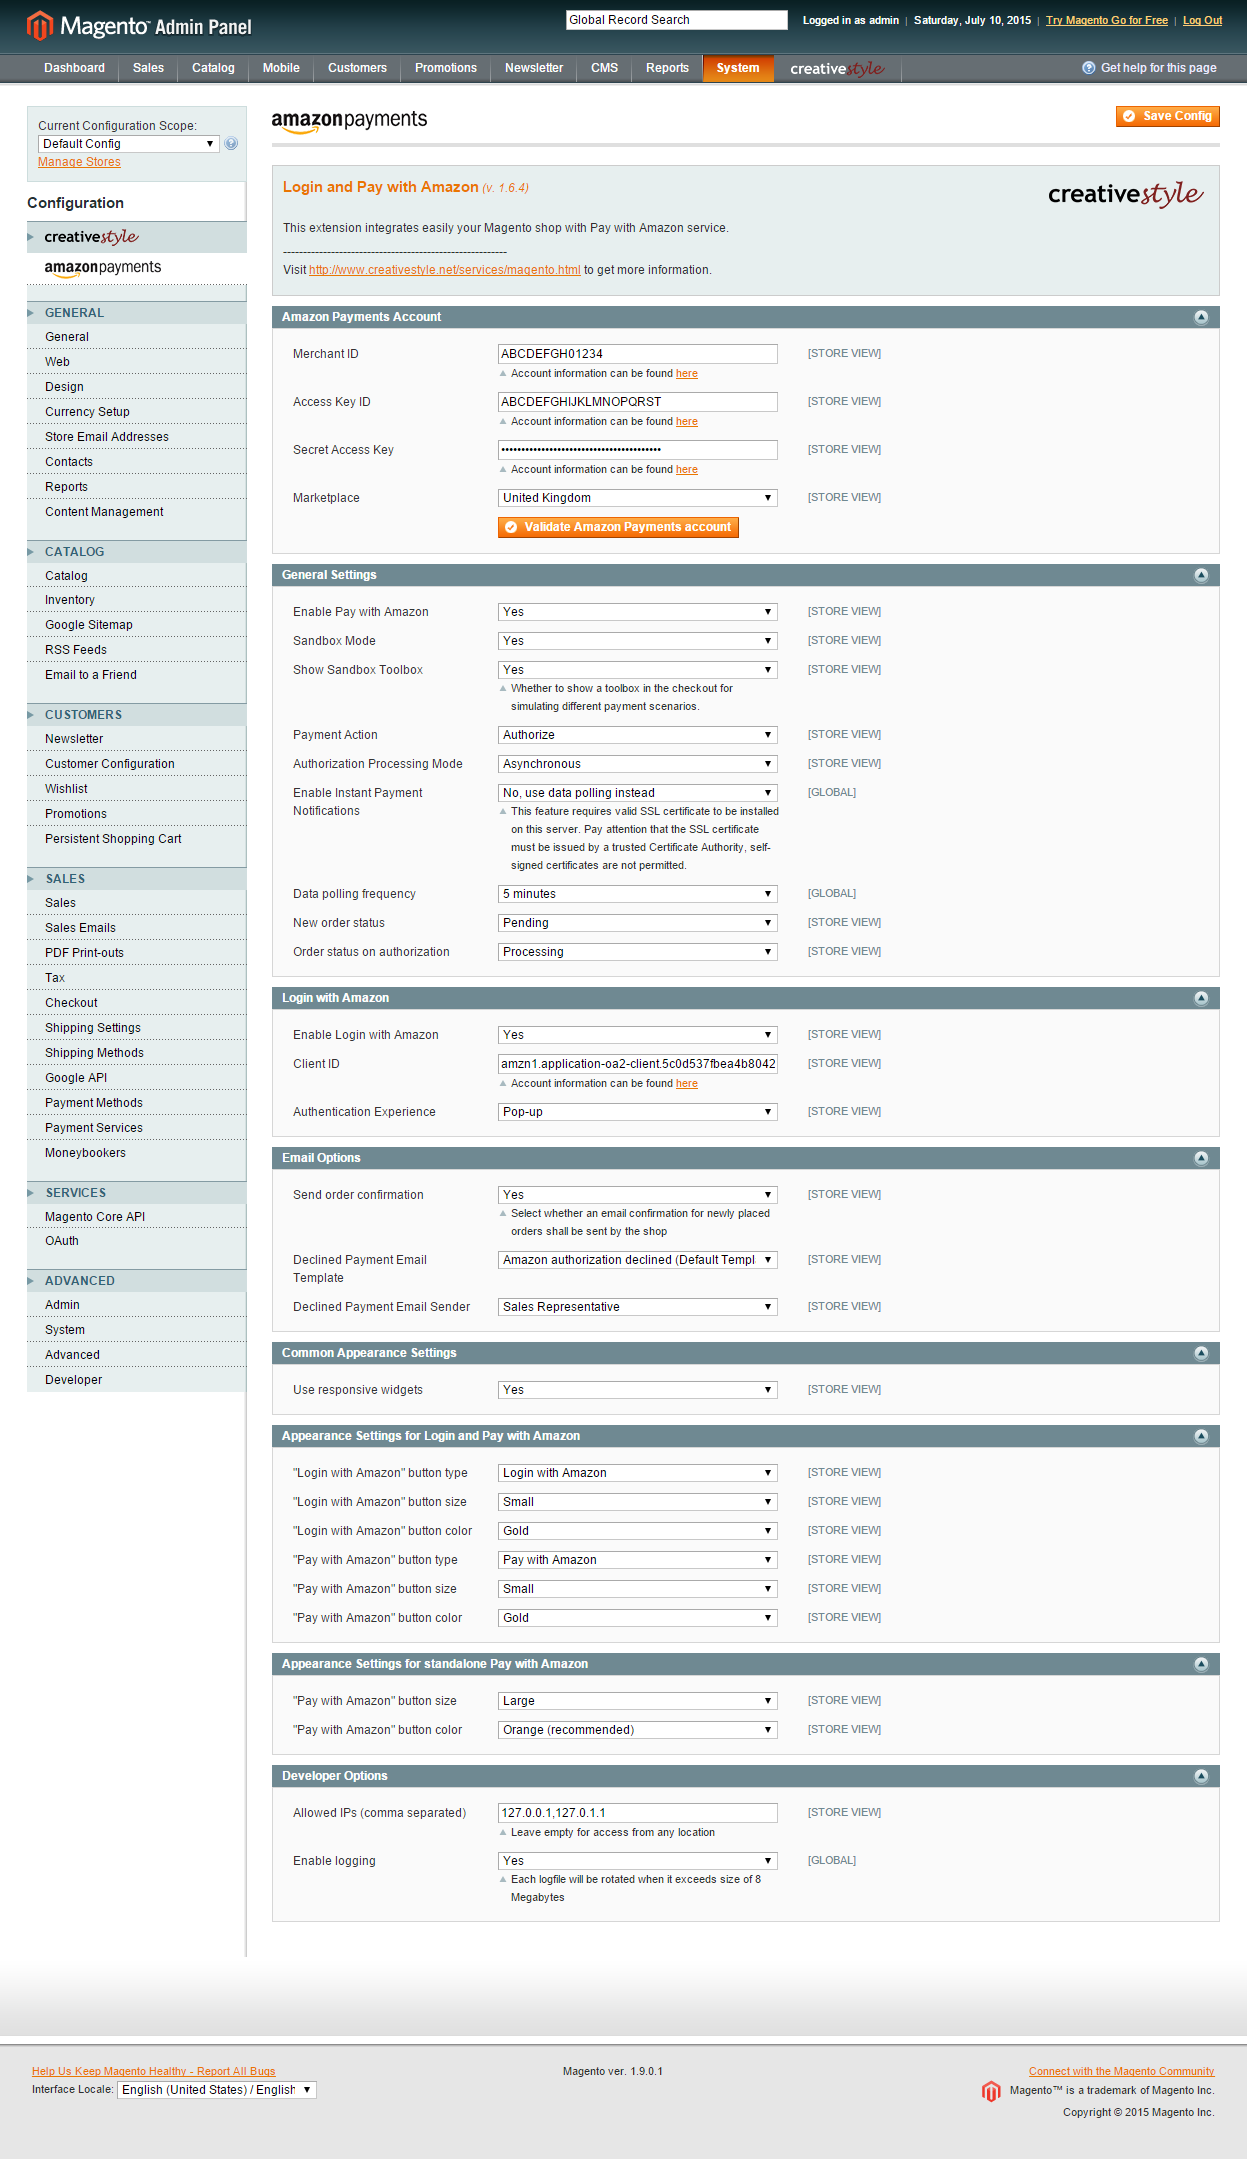 Magento™ Admin Panel
Global Record Search
Logged in as admin | Saturday, July 10, 2015 | Try Magento Go for Free | Log Out
Dashboard Sales Catalog Mobile Customers Promotions Newsletter CMS Reports System creativestyle
Get help for this page
Current Configuration Scope:
Default Config
Manage Stores
Configuration
creativestyle
amazonpayments
GENERAL
General
Web
Design
Currency Setup
Store Email Addresses
Contacts
Reports
Content Management
CATALOG
Catalog
Inventory
Google Sitemap
RSS Feeds
Email to a Friend
CUSTOMERS
Newsletter
Customer Configuration
Wishlist
Promotions
Persistent Shopping Cart
SALES
Sales
Sales Emails
PDF Print-outs
Tax
Checkout
Shipping Settings
Shipping Methods
Google API
Payment Methods
Payment Services
Moneybookers
SERVICES
Magento Core API
OAuth
ADVANCED
Admin
System
Advanced
Developer
amazonpayments
Save Config
Login and Pay with Amazon (v. 1.6.4)
creativestyle
This extension integrates easily your Magento shop with Pay with Amazon service.
--------------------------------------------------------
Visit http://www.creativestyle.net/services/magento.html to get more information.
Amazon Payments Account
Merchant ID ABCDEFGH01234 [STORE VIEW]
Account information can be found here
Access Key ID ABCDEFGHIJKLMNOPQRST [STORE VIEW]
Account information can be found here
Secret Access Key •••••••••••••••••••••••••••••••••••••••• [STORE VIEW]
Account information can be found here
Marketplace United Kingdom [STORE VIEW]
Validate Amazon Payments account
General Settings
Enable Pay with Amazon Yes [STORE VIEW]
Sandbox Mode Yes [STORE VIEW]
Show Sandbox Toolbox Yes [STORE VIEW]
Whether to show a toolbox in the checkout for
simulating different payment scenarios.
Payment Action Authorize [STORE VIEW]
Authorization Processing Mode Asynchronous [STORE VIEW]
Enable Instant Payment
Notifications
No, use data polling instead [GLOBAL]
This feature requires valid SSL certificate to be installed
on this server. Pay attention that the SSL certificate
must be issued by a trusted Certificate Authority, self-
signed certificates are not permitted.
Data polling frequency 5 minutes [GLOBAL]
New order status Pending [STORE VIEW]
Order status on authorization Processing [STORE VIEW]
Login with Amazon
Enable Login with Amazon Yes [STORE VIEW]
Client ID amzn1.application-oa2-client.5c0d537fbea4b8042 [STORE VIEW]
Account information can be found here
Authentication Experience Pop-up [STORE VIEW]
Email Options
Send order confirmation Yes [STORE VIEW]
Select whether an email confirmation for newly placed
orders shall be sent by the shop
Declined Payment Email
Template
Amazon authorization declined (Default Templ [STORE VIEW]
Declined Payment Email Sender Sales Representative [STORE VIEW]
Common Appearance Settings
Use responsive widgets Yes [STORE VIEW]
Appearance Settings for Login and Pay with Amazon
"Login with Amazon" button type Login with Amazon [STORE VIEW]
"Login with Amazon" button size Small [STORE VIEW]
"Login with Amazon" button color Gold [STORE VIEW]
"Pay with Amazon" button type Pay with Amazon [STORE VIEW]
"Pay with Amazon" button size Small [STORE VIEW]
"Pay with Amazon" button color Gold [STORE VIEW]
Appearance Settings for standalone Pay with Amazon
"Pay with Amazon" button size Large [STORE VIEW]
"Pay with Amazon" button color Orange (recommended) [STORE VIEW]
Developer Options
Allowed IPs (comma separated) 127.0.0.1,127.0.1.1 [STORE VIEW]
Leave empty for access from any location
Enable logging Yes [GLOBAL]
Each logfile will be rotated when it exceeds size of 8
Megabytes
Help Us Keep Magento Healthy - Report All Bugs
Interface Locale: English (United States) / English
Magento ver. 1.9.0.1
Connect with the Magento Community
Magento™ is a trademark of Magento Inc.
Copyright © 2015 Magento Inc.